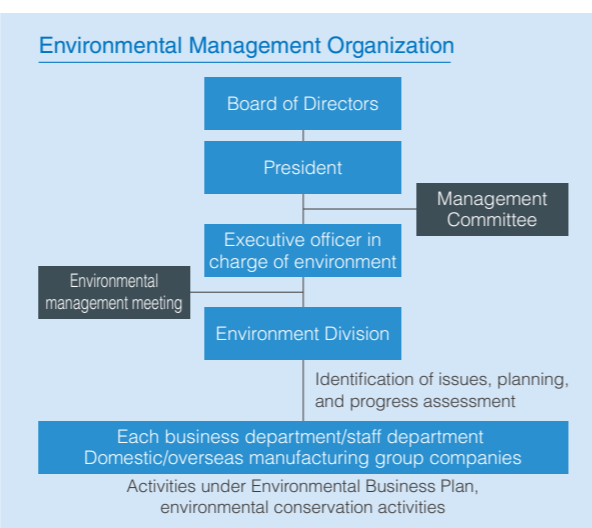 Environmental Management Organization
Board of Directors
President
Management
Committee
Executive officer in
charge of environment
Environmental
management meeting
Environment Division
Identification of issues, planning,
and progress assessment
Each business department/staff department
Domestic/overseas manufacturing group companies
Activities under Environmental Business Plan,
environmental conservation activities